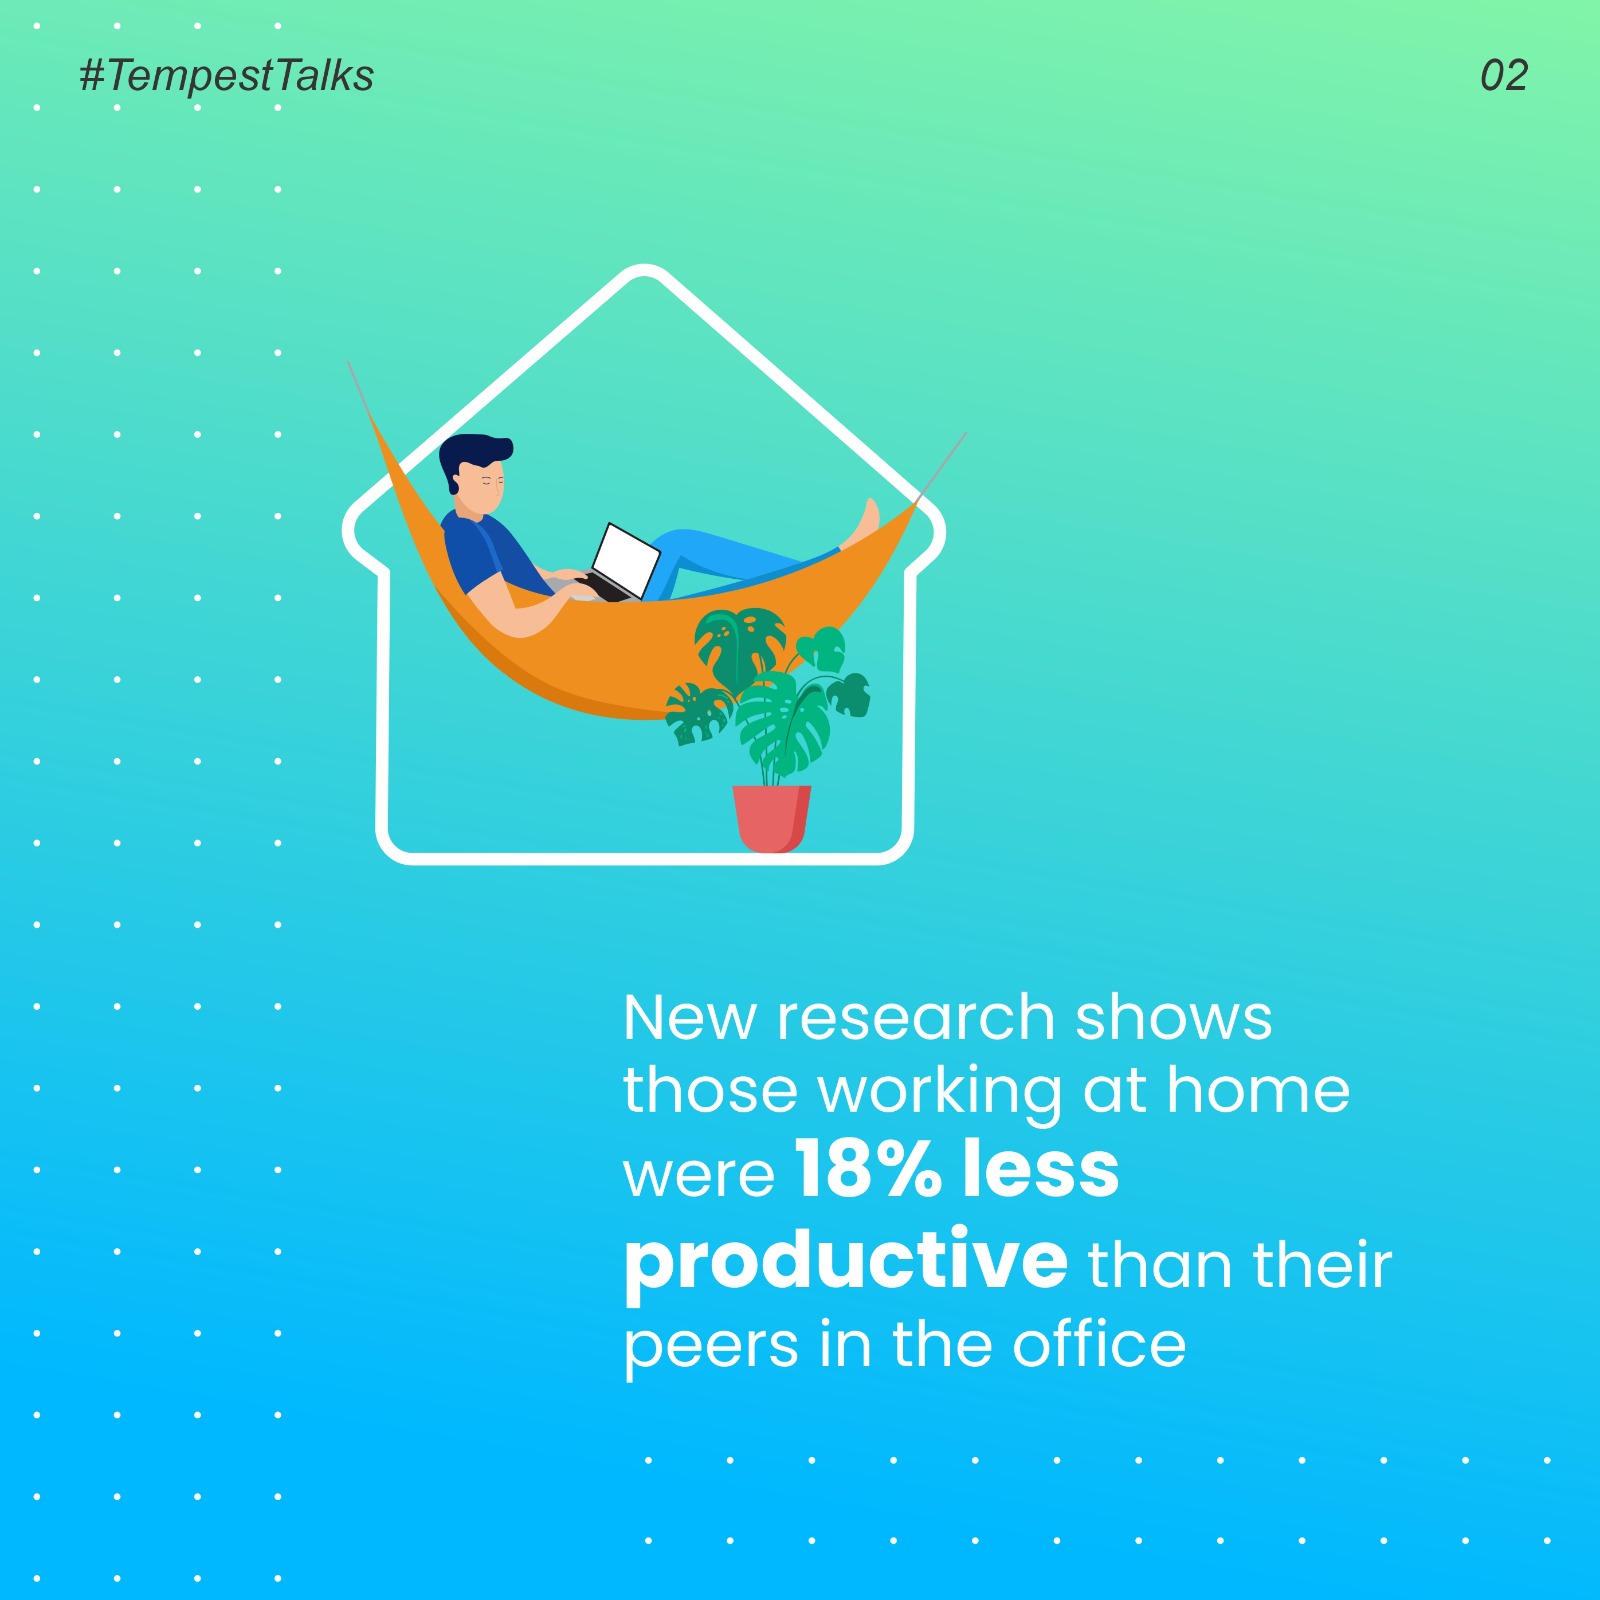 #TempestTalks
02
New research shows
those working at home
were 18% less
productive than their
peers in the office